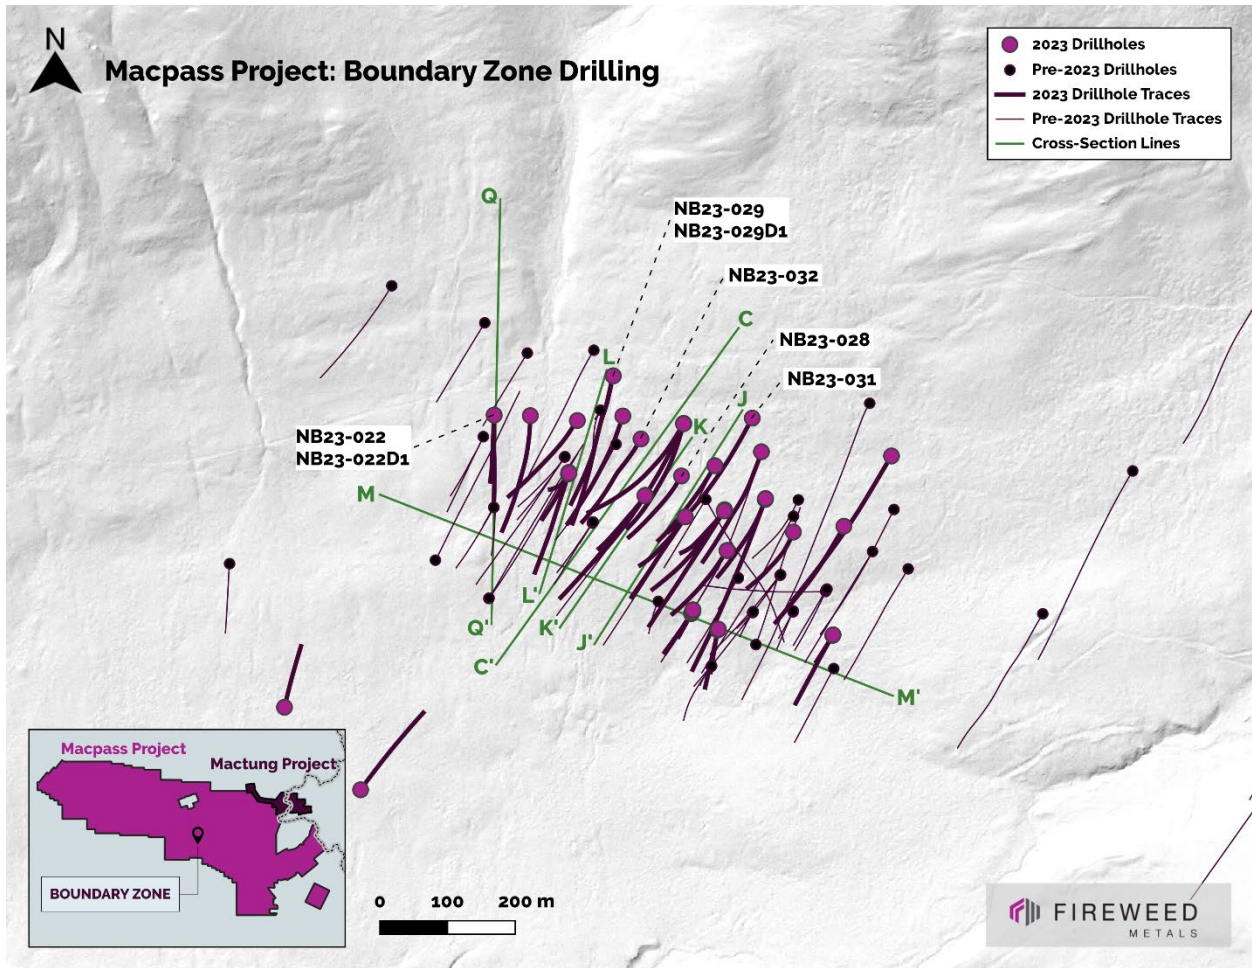 N
Macpass Project: Boundary Zone Drilling
2023 Drillholes
Pre-2023 Drillholes
2023 Drillhole Traces
Pre-2023 Drillhole Traces
Cross-Section Lines
Q
NB23-029
NB23-029D1
NB23-032
C
NB23-028
L
NB23-031
J
K
NB23-022
NB23-022D1
M
L'
Q'
K'
J'
C'
M'
Macpass Project
Mactung Project
BOUNDARY ZONE
0 100 200 m
FIREWEED
METALS